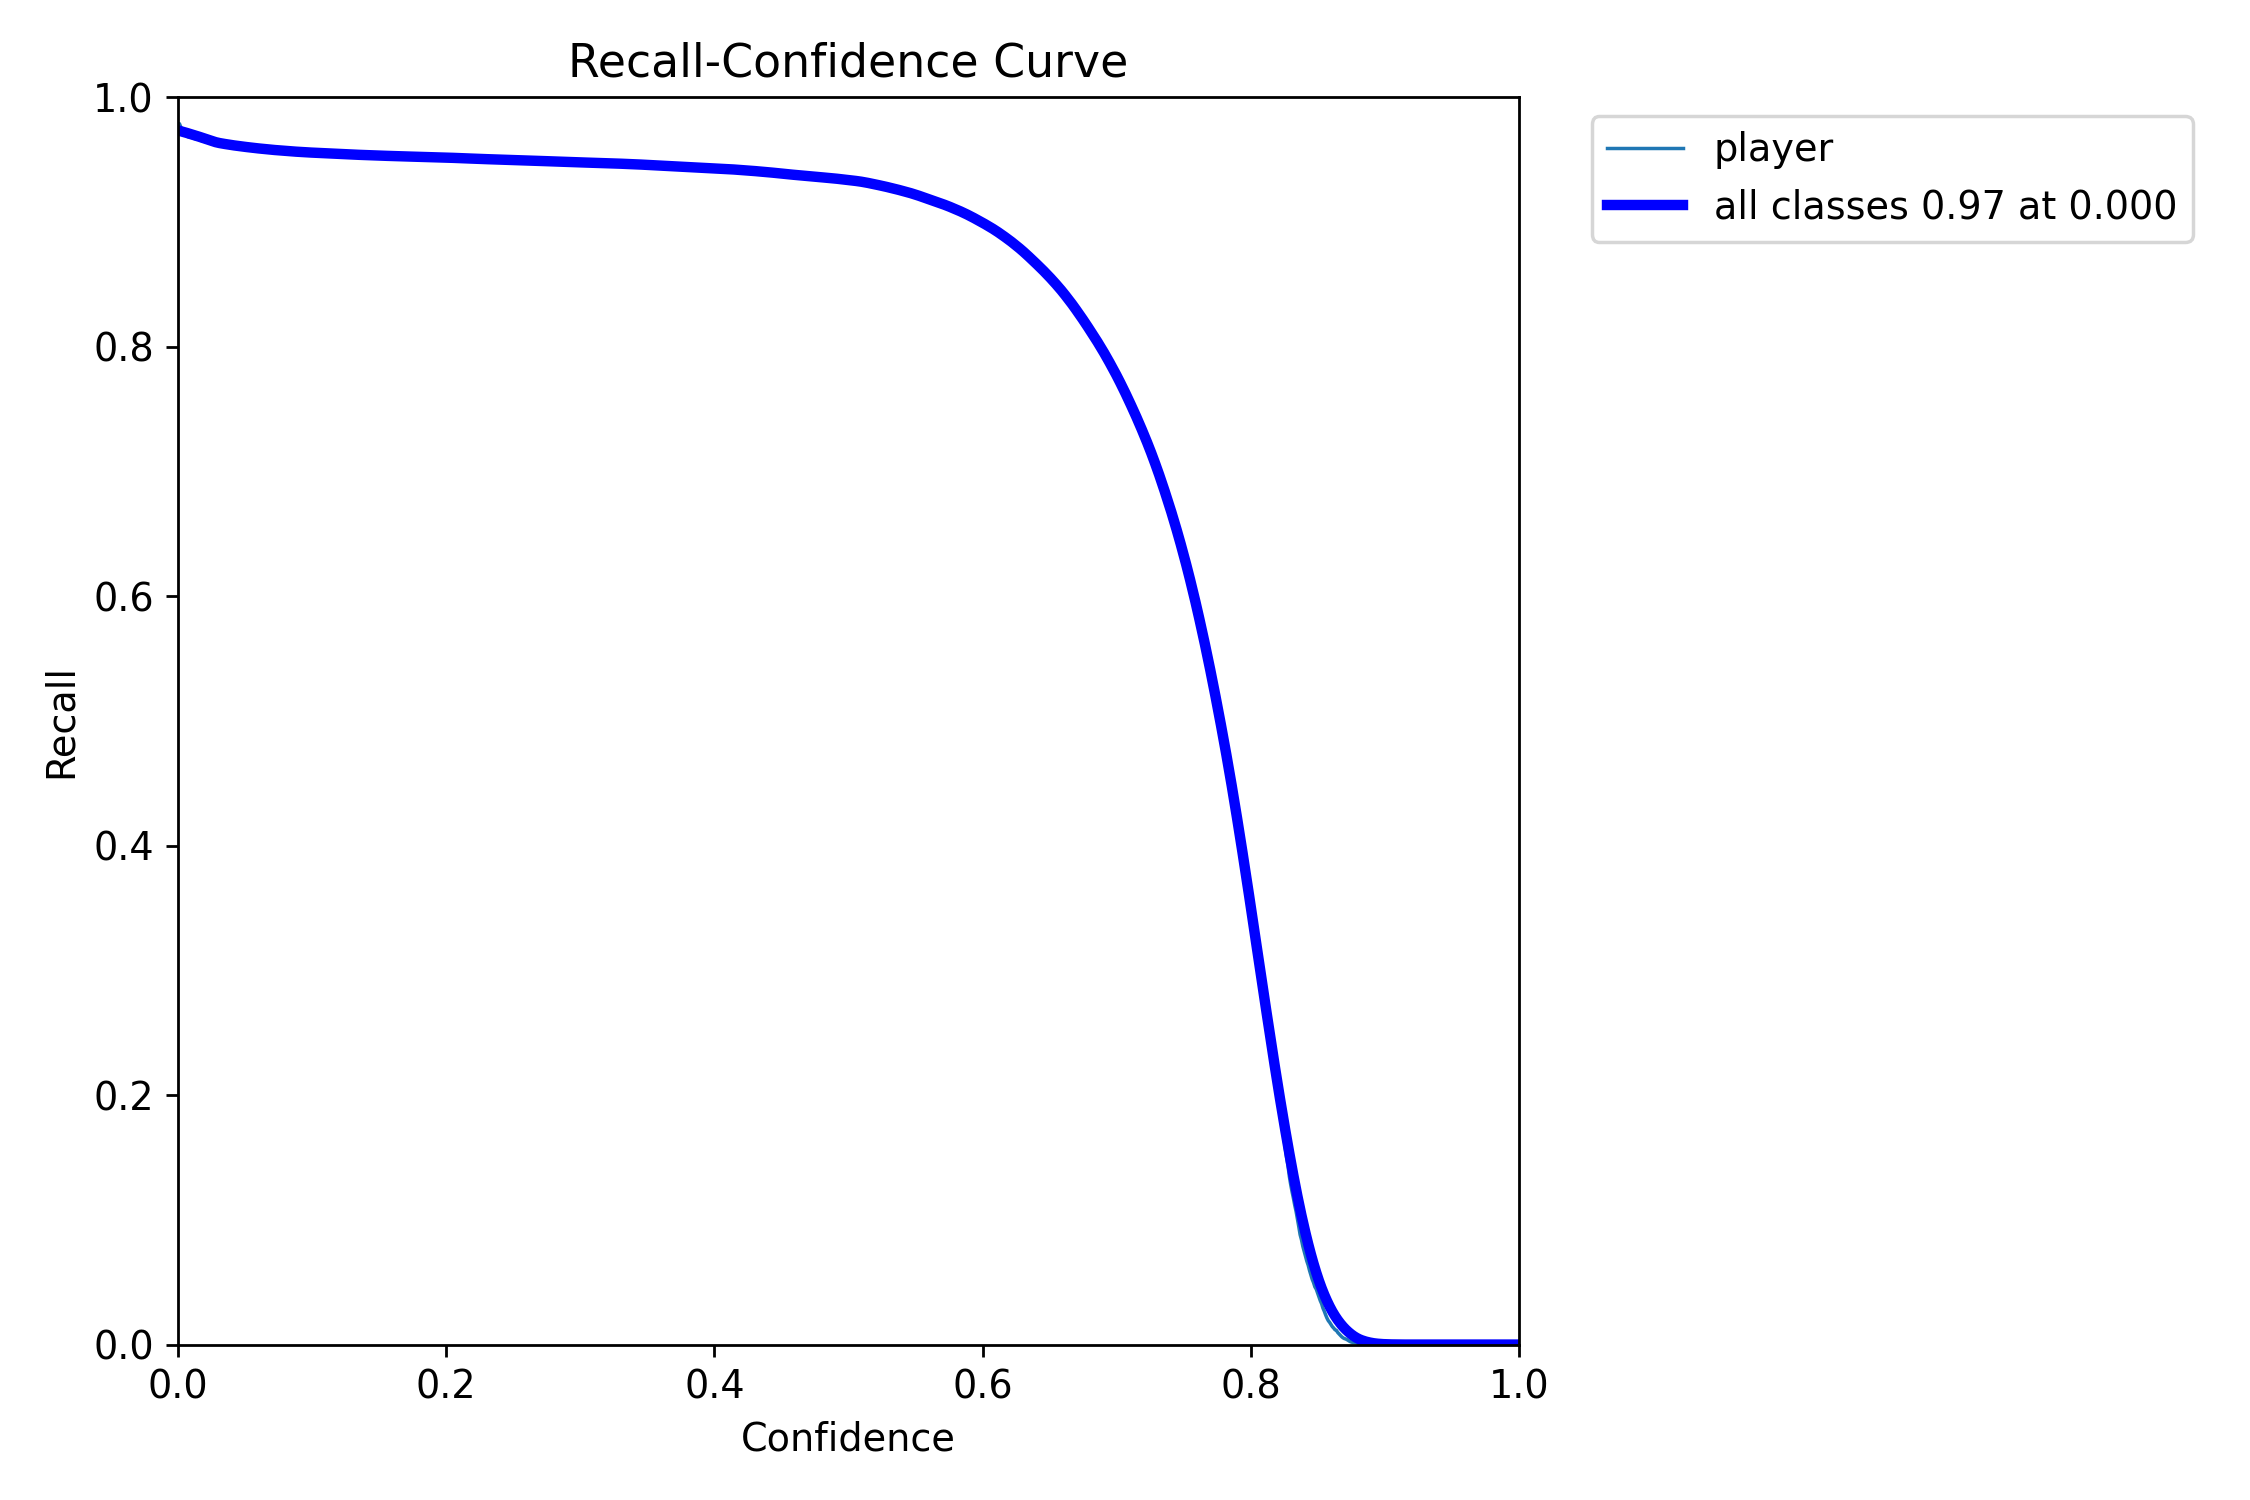 Recall-Confidence Curve
1.0
0.8
0.6
0.4
0.2
0.0
Recall
0.0 0.2 0.4 0.6 0.8 1.0
Confidence
player
all classes 0.97 at 0.000